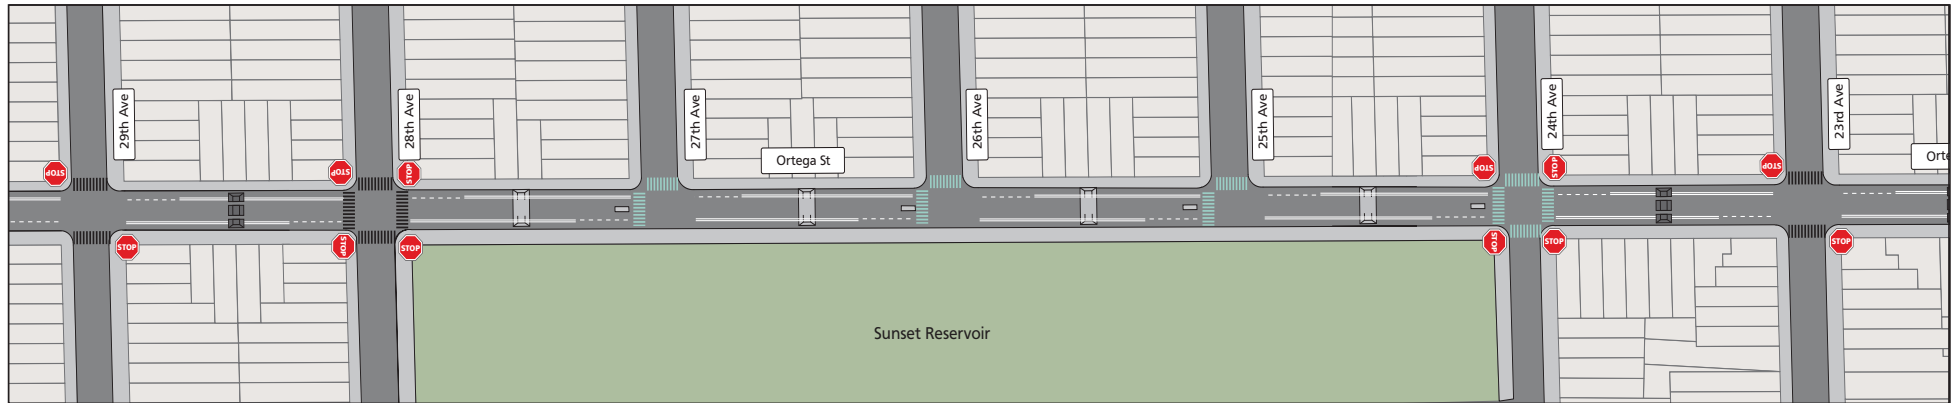 29th Ave
28th Ave
27th Ave
26th Ave
25th Ave
24th Ave
23rd Ave
Ortega St
Orte
STOP
STOP
STOP
STOP
STOP
STOP
STOP
STOP
STOP
STOP
STOP
STOP
Sunset Reservoir